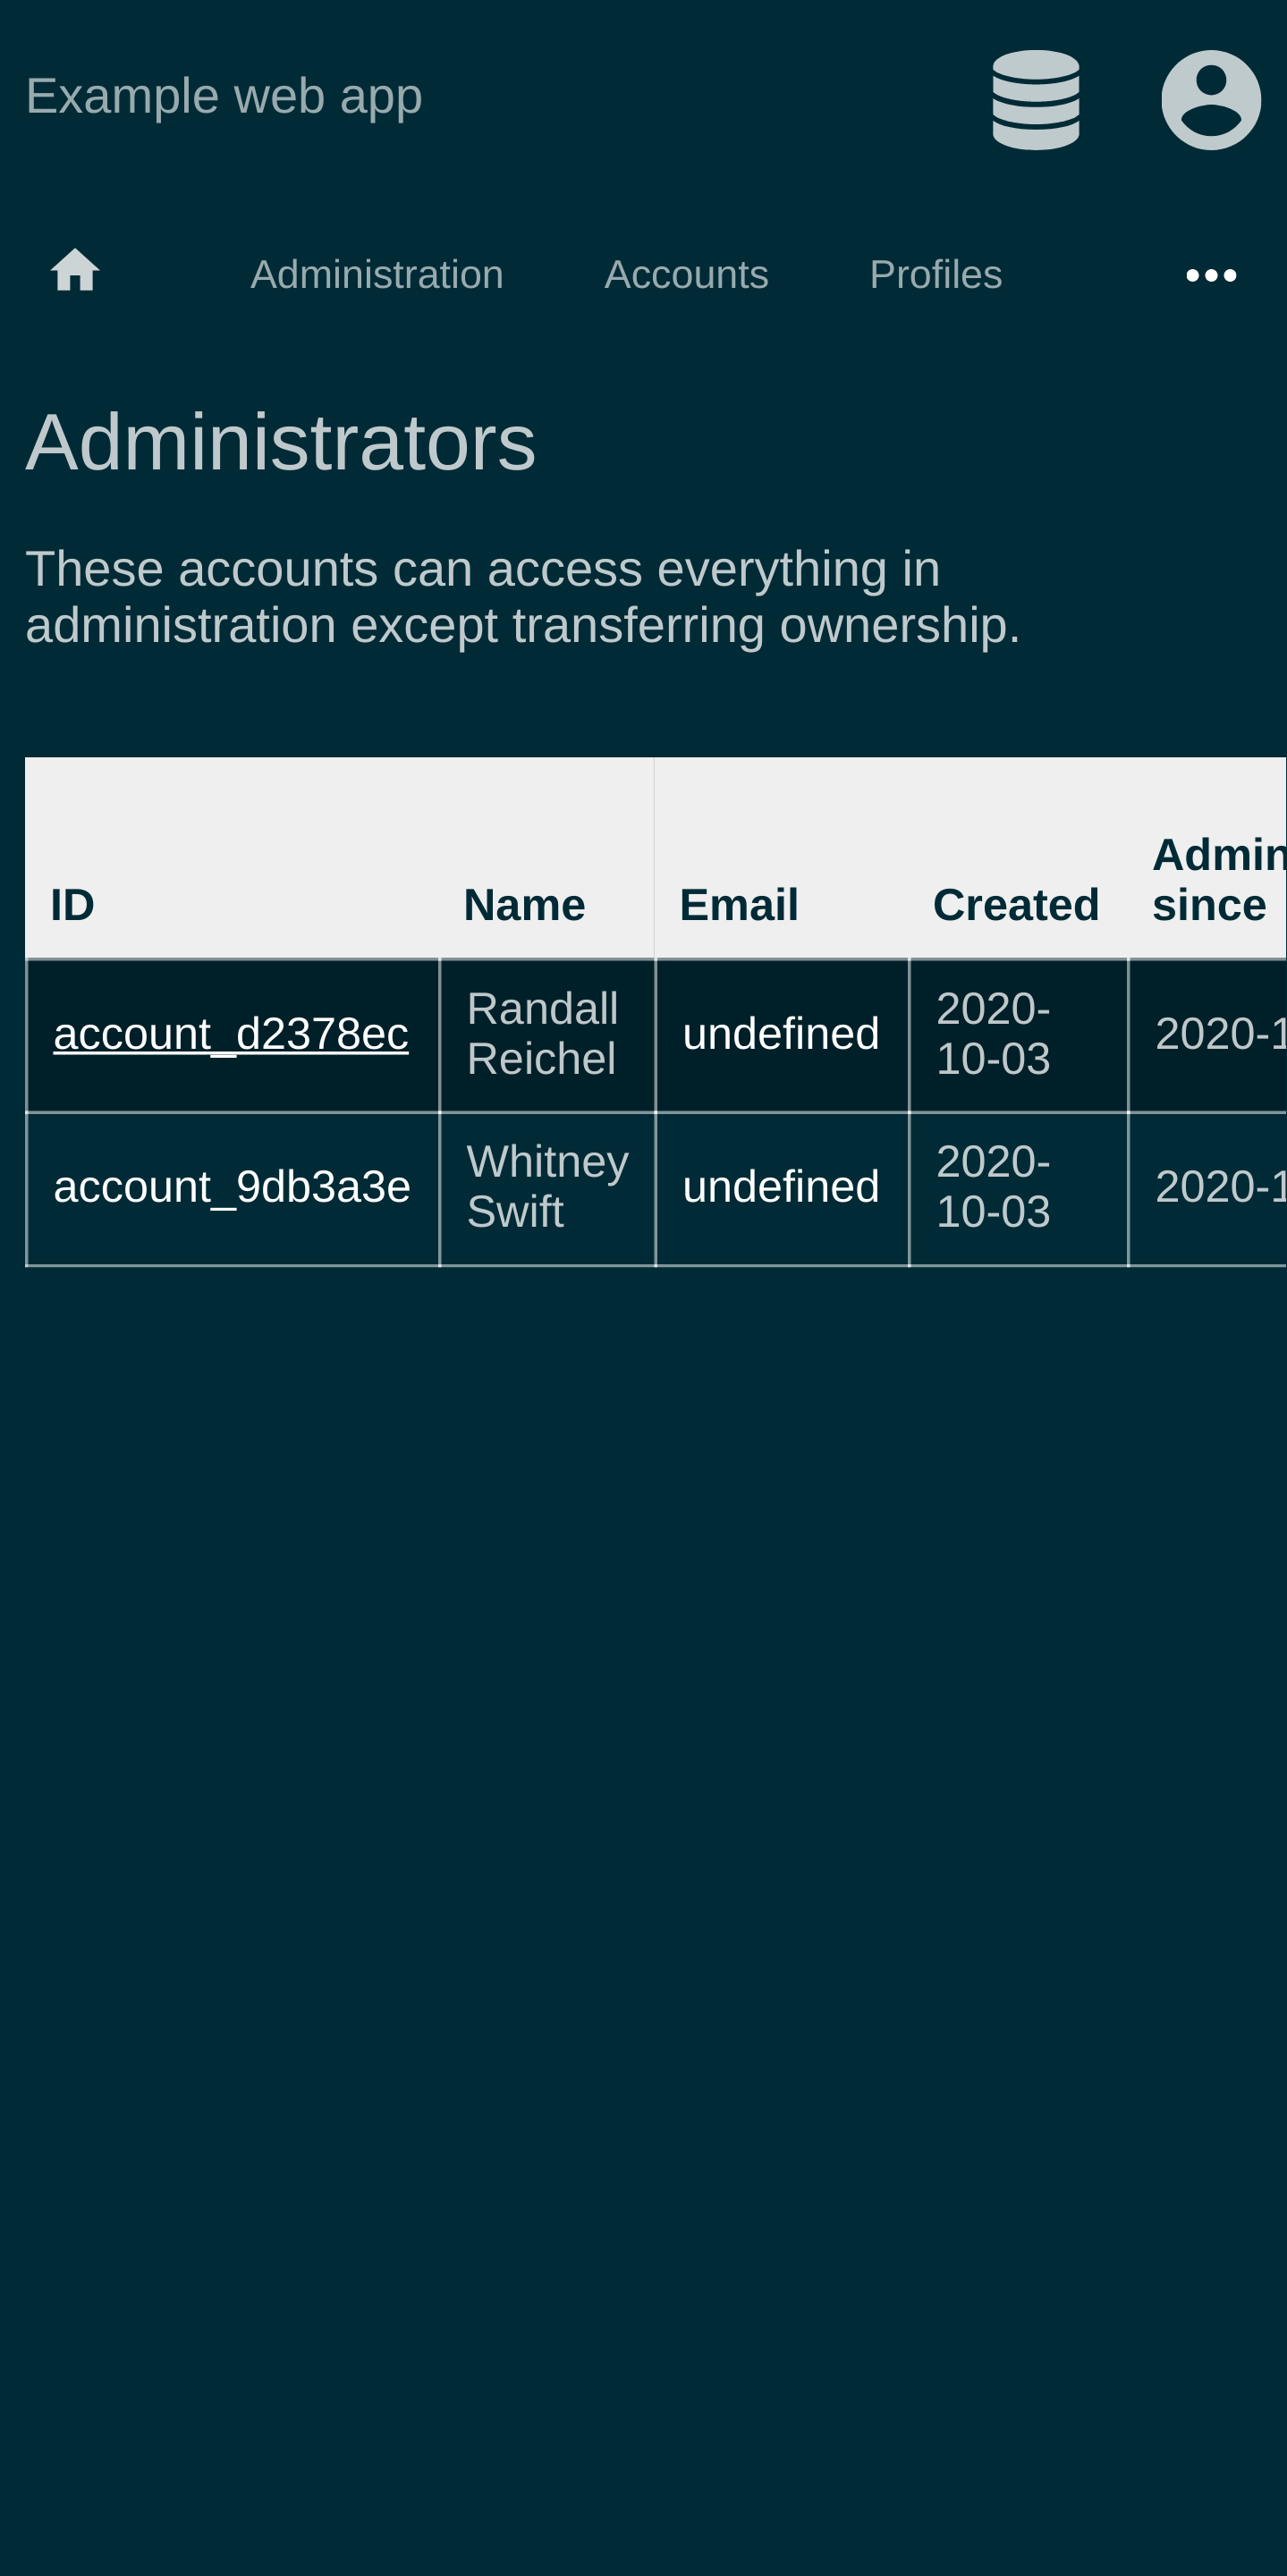 Example web app
Administration Accounts Profiles
Administrators
These accounts can access everything in
administration except transferring ownership.
ID Name Email Created Admin since
account_d2378ec Randall Reichel undefined 2020-10-03 2020-1
account_9db3a3e Whitney Swift undefined 2020-10-03 2020-1